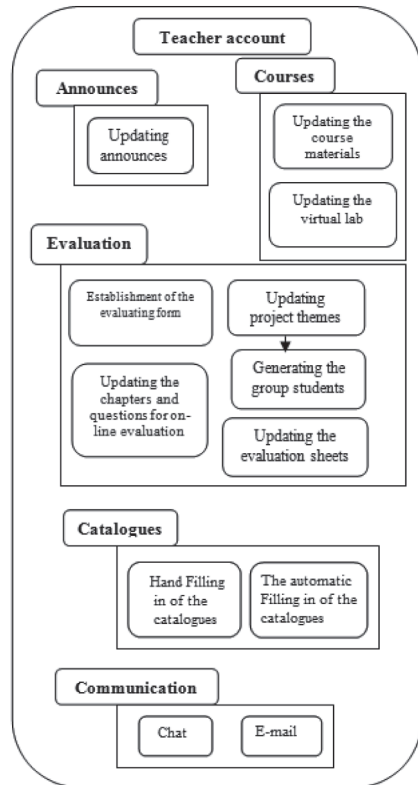 Teacher account
Announces
Updating
announces
Courses
Updating the
course
materials
Updating the
virtual lab
Evaluation
Establishment of the
evaluating form
Updating
project themes
Updating the
chapters and
questions for on-
line evaluation
Generating the
group students
Updating the
evaluation sheets
Catalogues
Hand Filling
in of the
catalogues
The automatic
Filling in of the
catalogues
Communication
Chat
E-mail